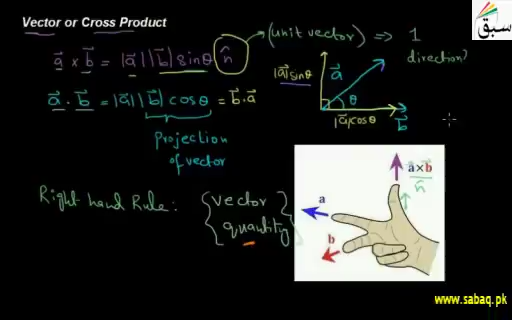 Vector or Cross Product
a⃗ × b⃗ = |a⃗| |b⃗| sinθ n̂
(unit vector) ⇒ 1
direction?
a⃗ . b⃗ = |a⃗| |b⃗| cosθ = b⃗.a⃗
|a⃗|sinθ
a⃗
θ
|a⃗|cosθ
b⃗
projection
of vector
Right hand Rule: {vector
quantity}
a×b
n̂
a
b
سبق
www.sabaq.pk